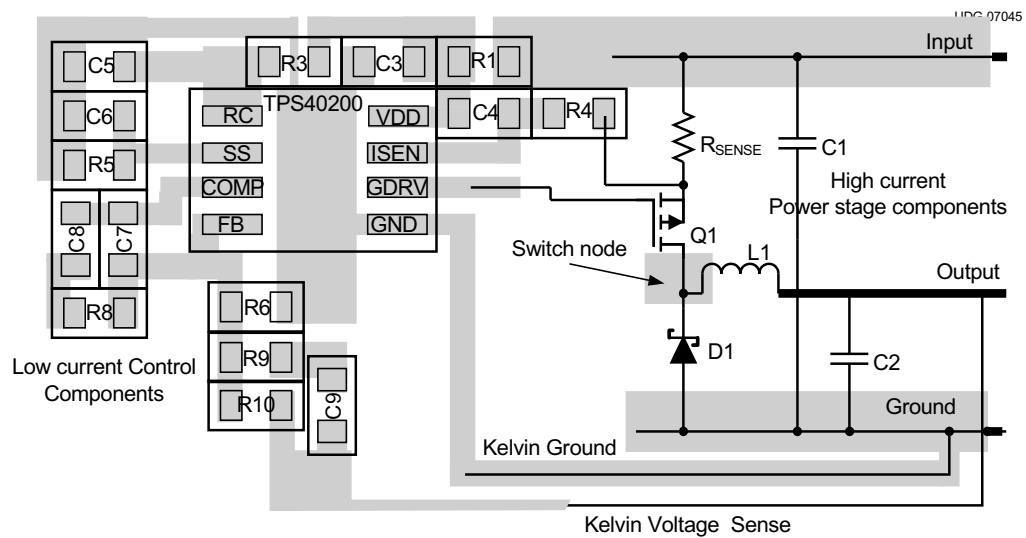 UDG-07045
Input
C5
R3
C3
R1
TPS40200
C6
RC
VDD
C4
R4
RSENSE
C1
R5
SS
ISEN
High current
Power stage components
COMP
GDRV
C8
C7
FB
GND
Q1
Switch node
L1
Output
R8
R6
Low current Control
Components
R9
D1
C2
R10
C9
Ground
Kelvin Ground
Kelvin Voltage Sense